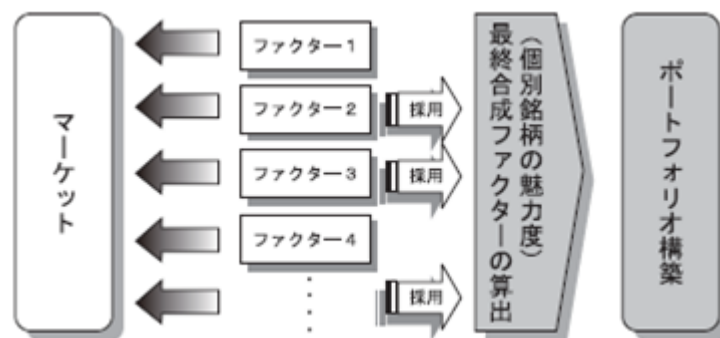 マーケット
ファクター1
ファクター2
採用
ファクター3
採用
ファクター4
採用
最終合成ファクターの算出
（個別銘柄の魅力度）
ポートフォリオ構築